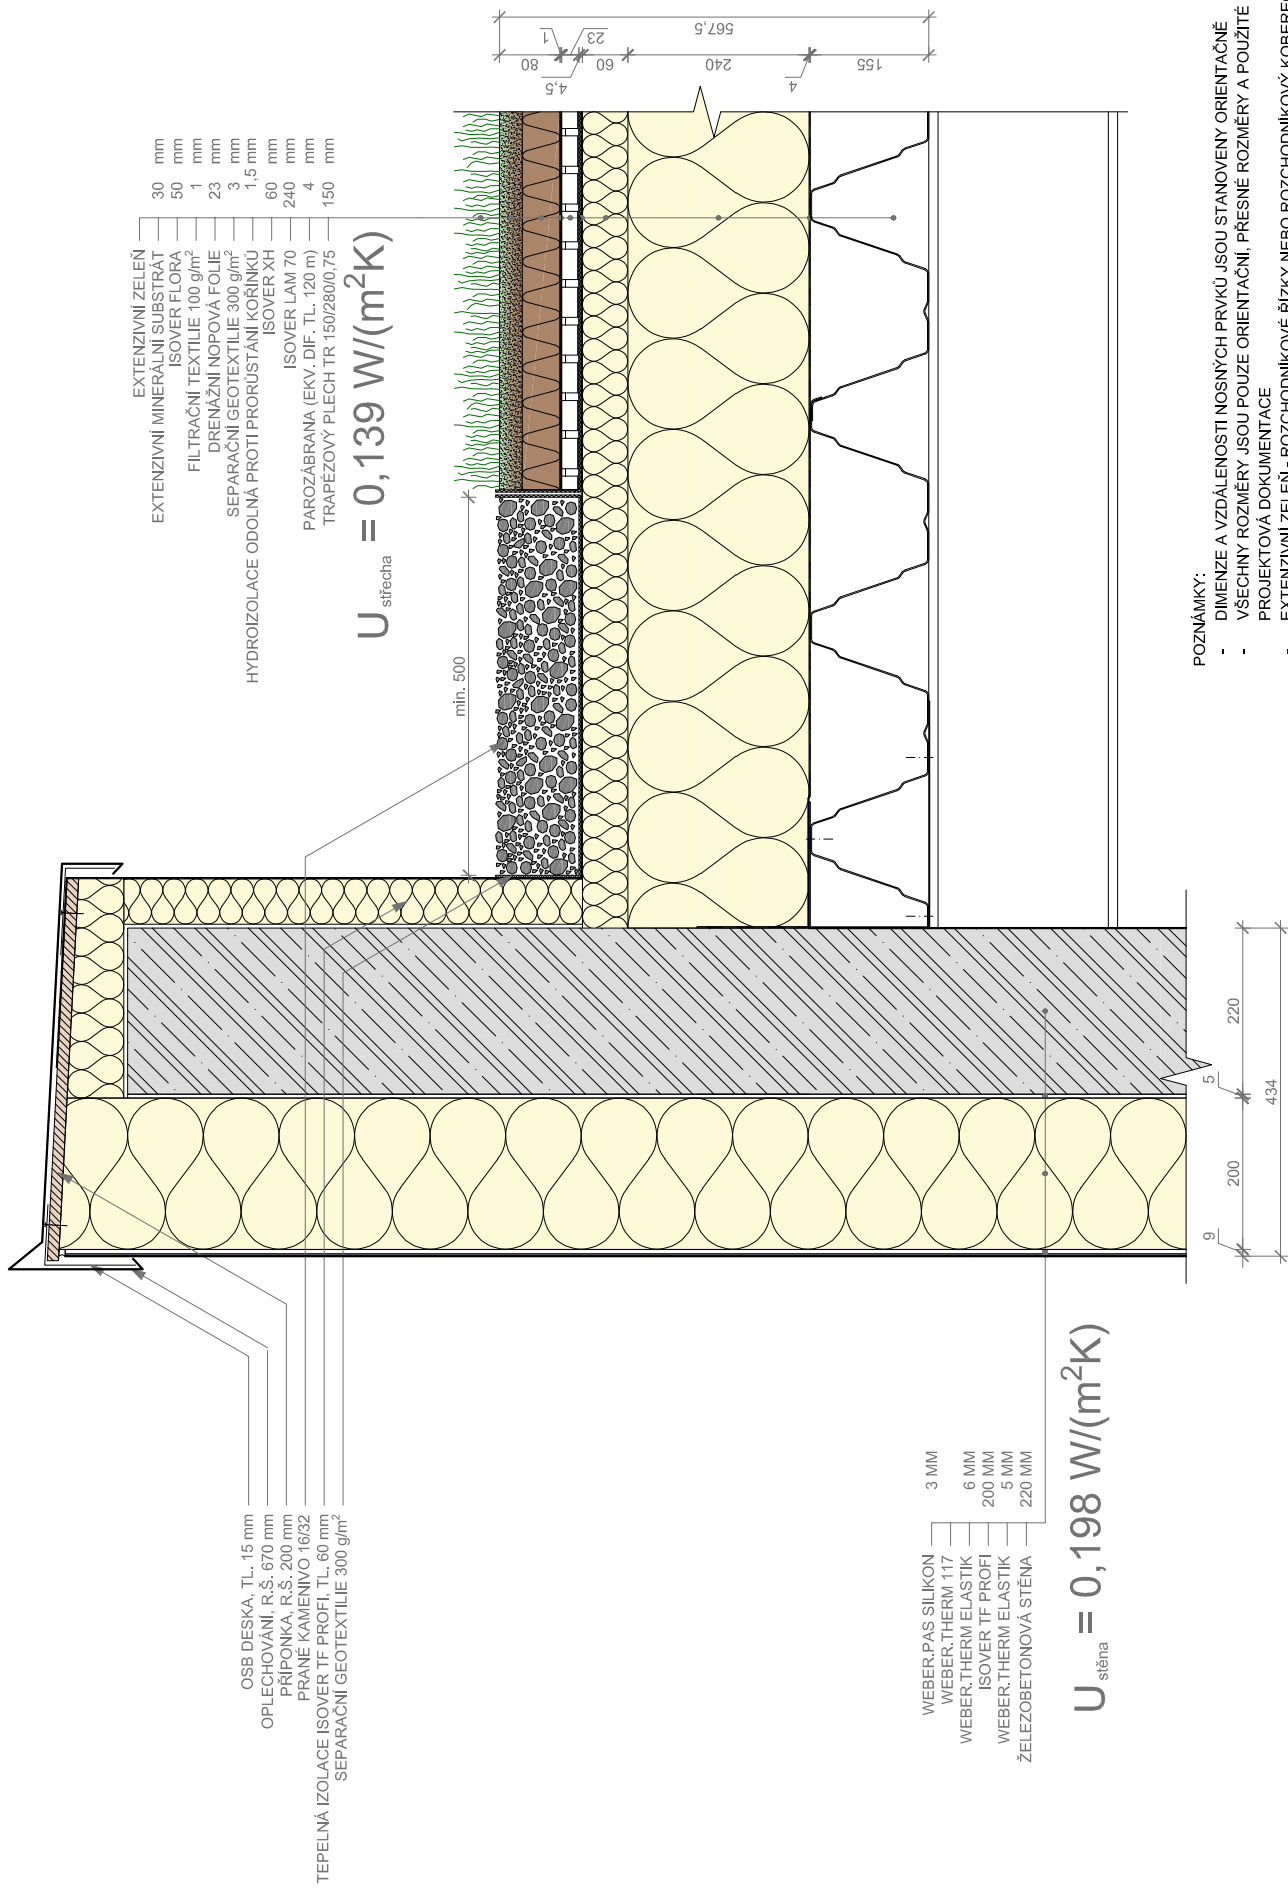 EXTENZIVNÍ ZELEŇ
EXTENZIVNÍ MINERÁLNÍ SUBSTRÁT 30 mm
ISOVER FLORA 50 mm
FILTRAČNÍ TEXTILIE 100 g/m² 1 mm
DRENÁŽNÍ NOPOVÁ FOLIE 23 mm
SEPARAČNÍ GEOTEXTILIE 300 g/m² 3 mm
HYDROIZOLACE ODOLNÁ PROTI PRORŮSTÁNÍ KOŘÍNKŮ 1,5 mm
ISOVER XH 60 mm
ISOVER LAM 70 240 mm
PAROZÁBRANA (EKV. DIF. TL. 120 m) 4 mm
TRAPÉZOVÝ PLECH TR 150/280/0,75 150 mm
U střecha = 0,139 W/(m²K)
min. 500
80
1
4,5
23
60
240
4
155
567,5
OSB DESKA, TL. 15 mm
OPLECHOVÁNÍ, R.Š. 670 mm
PŘÍPONKA, R.Š. 200 mm
PRANÉ KAMENIVO 16/32
TEPELNÁ IZOLACE ISOVER TF PROFI, TL. 60 mm
SEPARAČNÍ GEOTEXTILIE 300 g/m²
WEBER.PAS SILIKON 3 MM
WEBER.THERM 117
WEBER.THERM ELASTIK 6 MM
ISOVER TF PROFI 200 MM
WEBER.THERM ELASTIK 5 MM
ŽELEZOBETONOVÁ STĚNA 220 MM
U stěna = 0,198 W/(m²K)
9
200
5
220
434
POZNÁMKY:
- DIMENZE A VZDÁLENOSTI NOSNÝCH PRVKŮ JSOU STANOVENY ORIENTAČNĚ
- VŠECHNY ROZMĚRY JSOU POUZE ORIENTAČNÍ, PŘESNÉ ROZMĚRY A POUŽITÉ
PROJEKTOVÁ DOKUMENTACE
- EXTENZIVNÍ ZELEŇ - ROZCHODNÍKOVÉ ŘÍZKY NEBO ROZCHODNÍKOVÝ